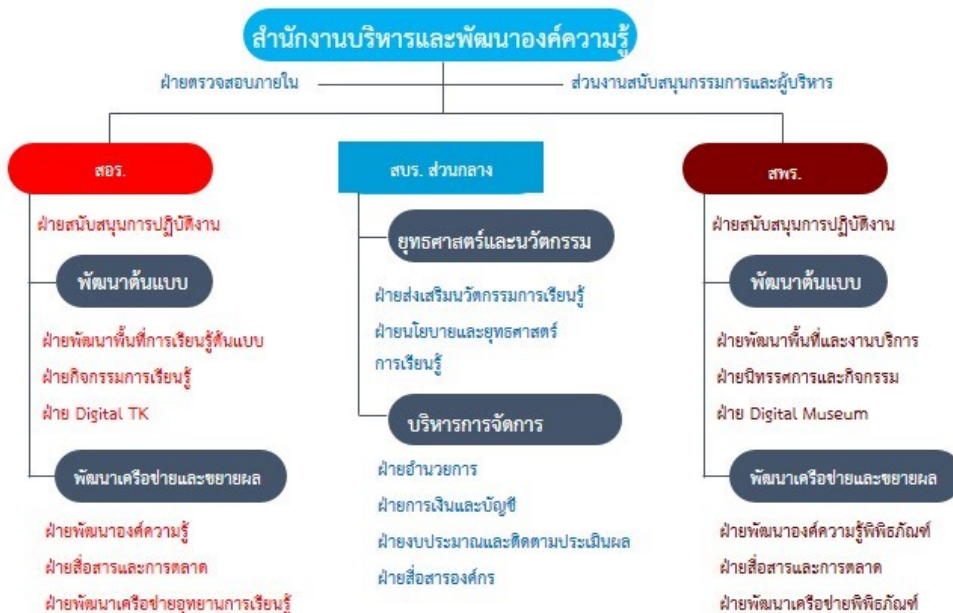 สำนักงานบริหารและพัฒนาองค์ความรู้
ฝ่ายตรวจสอบภายใน
ส่วนงานสนับสนุนกรรมการและผู้บริหาร
สอร.
ฝ่ายสนับสนุนการปฏิบัติงาน
พัฒนาต้นแบบ
ฝ่ายพัฒนาพื้นที่การเรียนรู้ต้นแบบ
ฝ่ายกิจกรรมการเรียนรู้
ฝ่าย Digital TK
พัฒนาเครือข่ายและขยายผล
ฝ่ายพัฒนาองค์ความรู้
ฝ่ายสื่อสารและการตลาด
ฝ่ายพัฒนาเครือข่ายอุทยานการเรียนรู้
สบร. ส่วนกลาง
ยุทธศาสตร์และนวัตกรรม
ฝ่ายส่งเสริมนวัตกรรมการเรียนรู้
ฝ่ายนโยบายและยุทธศาสตร์
การเรียนรู้
บริหารการจัดการ
ฝ่ายอำนวยการ
ฝ่ายการเงินและบัญชี
ฝ่ายงบประมาณและติดตามประเมินผล
ฝ่ายสื่อสารองค์กร
สพร.
ฝ่ายสนับสนุนการปฏิบัติงาน
พัฒนาต้นแบบ
ฝ่ายพัฒนาพื้นที่และงานบริการ
ฝ่ายนิทรรศการและกิจกรรม
ฝ่าย Digital Museum
พัฒนาเครือข่ายและขยายผล
ฝ่ายพัฒนาองค์ความรู้พิพิธภัณฑ์
ฝ่ายสื่อสารและการตลาด
ฝ่ายพัฒนาเครือข่ายพิพิธภัณฑ์